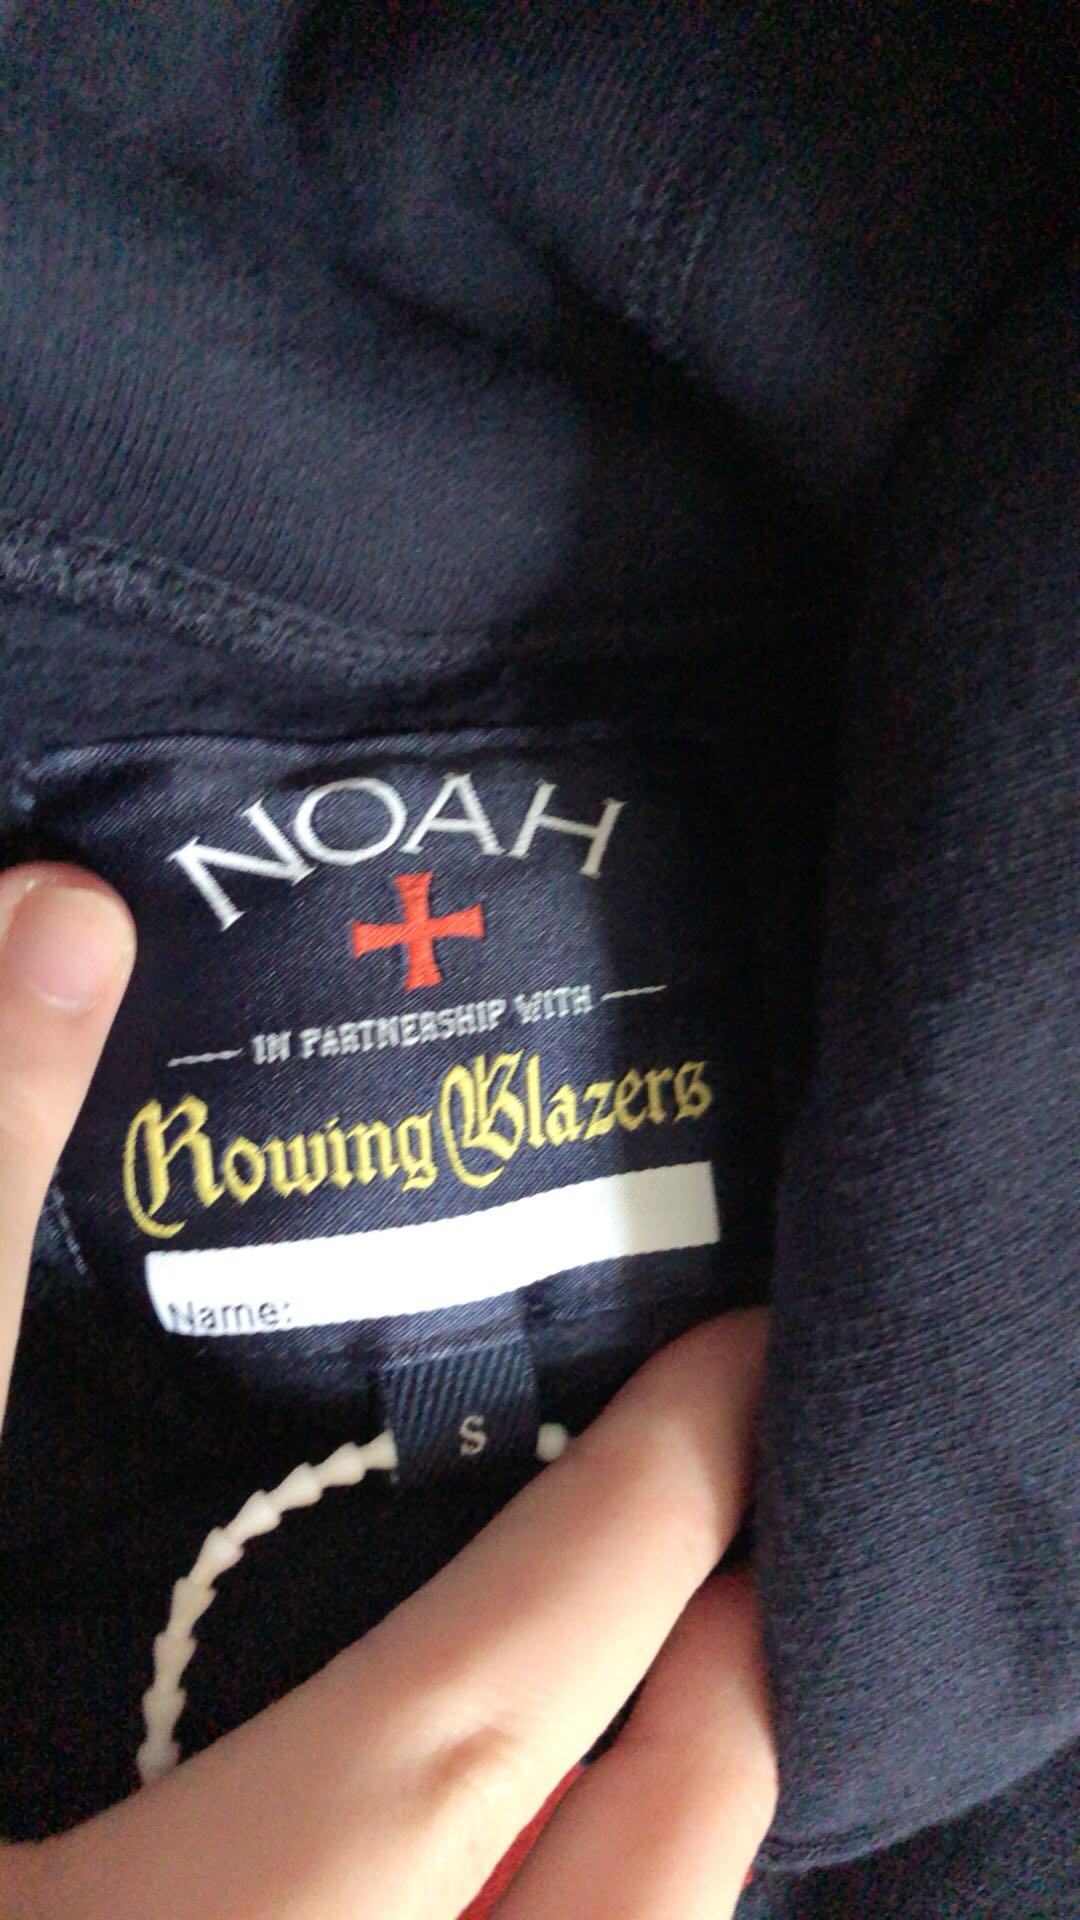 NOAH
IN PARTNERSHIP WITH
Rowing Blazers
Name:
S